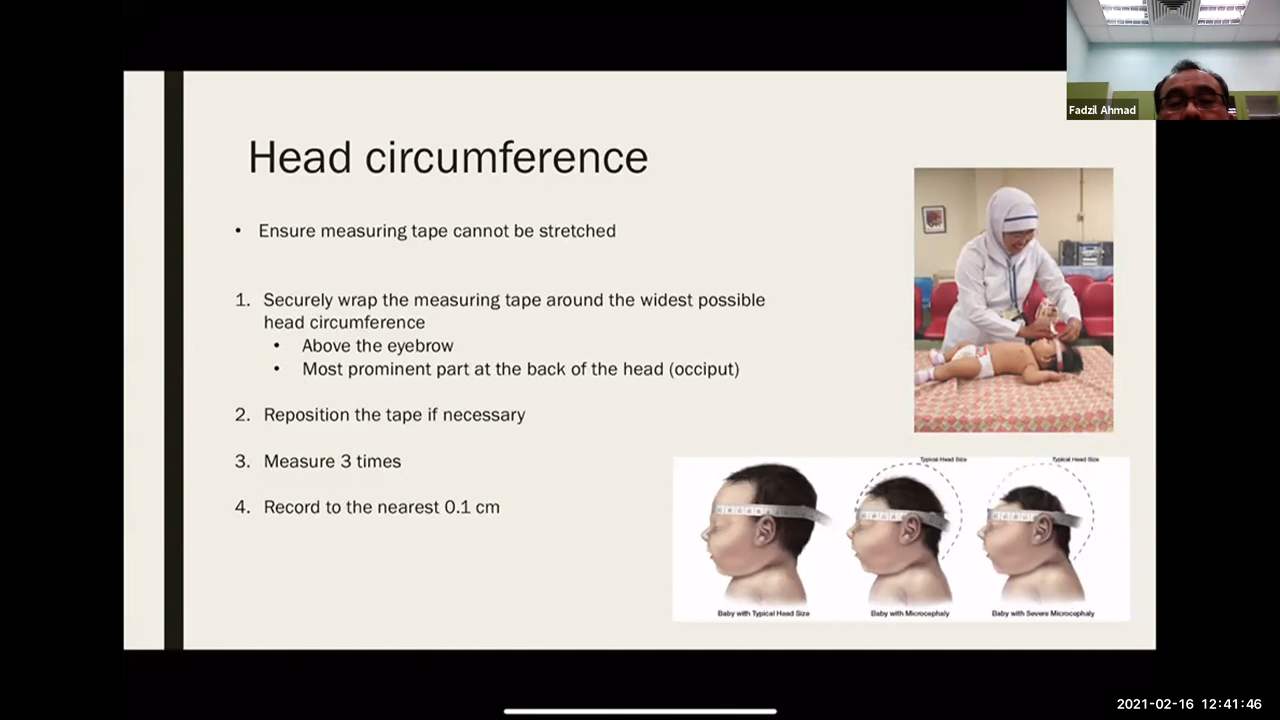 Fadzil Ahmad
Head circumference
• Ensure measuring tape cannot be stretched
1. Securely wrap the measuring tape around the widest possible
head circumference
• Above the eyebrow
• Most prominent part at the back of the head (occiput)
2. Reposition the tape if necessary
3. Measure 3 times
4. Record to the nearest 0.1 cm
Typical Head Size
Typical Head Size
Baby with Typical Head Size
Baby with Microcephaly
Baby with Severe Microcephaly
2021-02-16 12:41:46